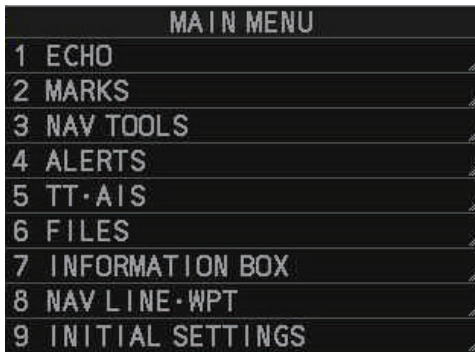 MAIN MENU
1 ECHO
2 MARKS
3 NAV TOOLS
4 ALERTS
5 TT·AIS
6 FILES
7 INFORMATION BOX
8 NAV LINE·WPT
9 INITIAL SETTINGS